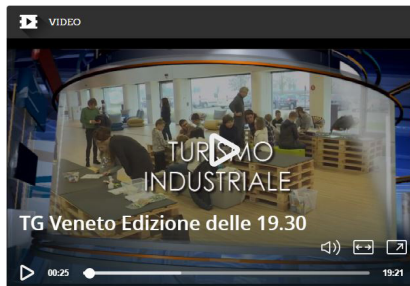 VIDEO
TURISMO
INDUSTRIALE
TG Veneto Edizione delle 19.30
00:25
19:21